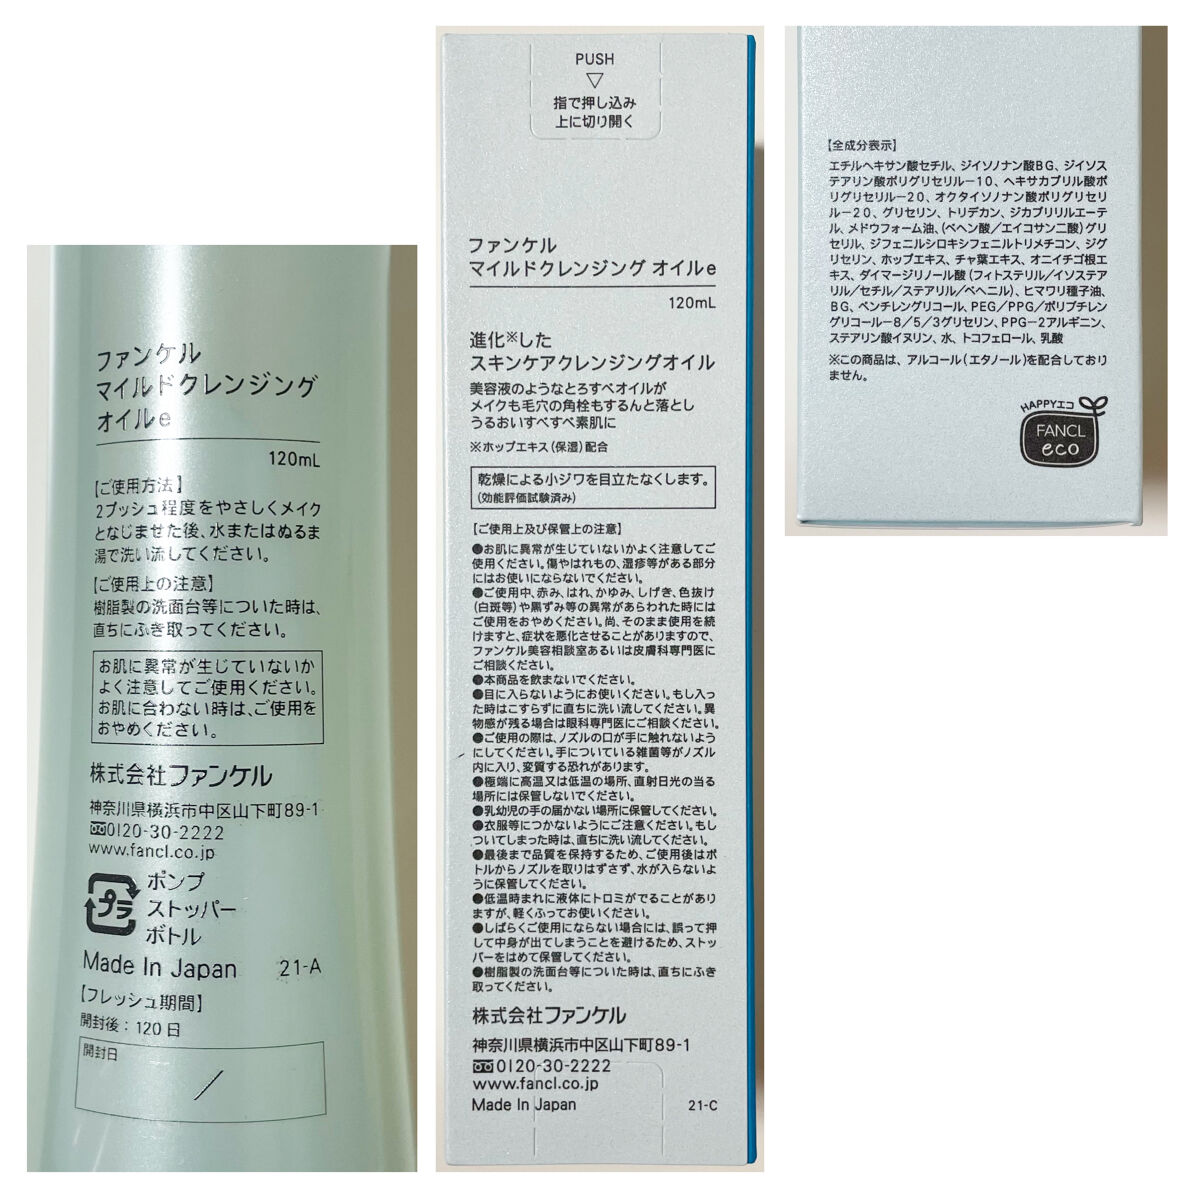 ファンケル
マイルドクレンジング
オイルe
120mL
【ご使用方法】
2プッシュ程度をやさしくメイク
となじませた後、水またはぬるま
湯で洗い流してください。
【ご使用上の注意】
樹脂製の洗面台等についた時は、
直ちにふき取ってください。
お肌に異常が生じていないか
よく注意してご使用ください。
お肌に合わない時は、ご使用を
おやめください。
株式会社ファンケル
神奈川県横浜市中区山下町89-1
0120-30-2222
www.fancl.co.jp
プラ
ポンプ
ストッパー
ボトル
Made In Japan 21-A
【フレッシュ期間】
開封後：120日
開封日
/
PUSH
▽
指で押し込み
上に切り開く
ファンケル
マイルドクレンジング オイルe
120mL
進化※した
スキンケアクレンジングオイル
美容液のようなとろすべオイルが
メイクも毛穴の角栓もするんと落とし
うるおいすべすべ素肌に
※ホップエキス（保湿）配合
乾燥による小ジワを目立たなくします。
（効能評価試験済み）
【ご使用上及び保管上の注意】
●お肌に異常が生じていないかよく注意してご
使用ください。傷やはれもの、湿疹等がある部分
にはお使いにならないでください。
●ご使用中、赤み、はれ、かゆみ、しげき、色抜け
（白斑等）や黒ずみ等の異常があらわれた時には
ご使用をおやめください。尚、そのまま使用を続
けますと、症状を悪化させることがありますので、
ファンケル美容相談室あるいは皮膚科専門医に
ご相談ください。
●本商品を飲まないでください。
●目に入らないようにお使いください。もし入っ
た時はこすらずに直ちに洗い流してください。異
物感が残る場合は眼科専門医にご相談ください。
●ご使用の際は、ノズルの口が手に触れないよう
にしてください。手についている雑菌等がノズル
内に入り、変質する恐れがあります。
●極端に高温又は低温の場所、直射日光の当る
場所には保管しないでください。
●乳幼児の手の届かない場所に保管してください。
●衣服等につかないようにご注意ください。もし
ついてしまった時は、直ちに洗い流してください。
●最後まで品質を保持するため、ご使用後はボ
トルからノズルを取りはずさず、水が入らないよ
うに保管してください。
●低温時まれに液体にトロミがでることがあり
ますが、軽くふってお使いください。
●しばらくご使用にならない場合には、誤って押
して中身が出てしまうことを避けるため、ストッ
パーをはめて保管してください。
●樹脂製の洗面台等についた時は、直ちにふき
取ってください。
株式会社ファンケル
神奈川県横浜市中区山下町89-1
0120-30-2222
www.fancl.co.jp
Made In Japan 21-C
【全成分表示】
エチルヘキサン酸セチル、ジイソノナン酸BG、ジイソス
テアリン酸ポリグリセリル－10、ヘキサカプリル酸ポ
リグリセリル－20、オクタイソノナン酸ポリグリセリ
ル－20、グリセリン、トリデカン、ジカプリリルエーテ
ル、メドウフォーム油、（ベヘン酸／エイコサン二酸）グリ
セリル、ジフェニルシロキシフェニルトリメチコン、ジグ
リセリン、ホップエキス、チャ葉エキス、オニイチゴ根エ
キス、ダイマージリノール酸（フィトステリル／イソステア
リル／セチル／ステアリル／ベヘニル）、ヒマワリ種子油、
BG、ペンチレングリコール、PEG／PPG／ポリブチレン
グリコール－8／5／3グリセリン、PPG－2アルギニン、
ステアリン酸イヌリン、水、トコフェロール、乳酸
※この商品は、アルコール（エタノール）を配合しており
ません。
HAPPYエコ
FANCL
eco